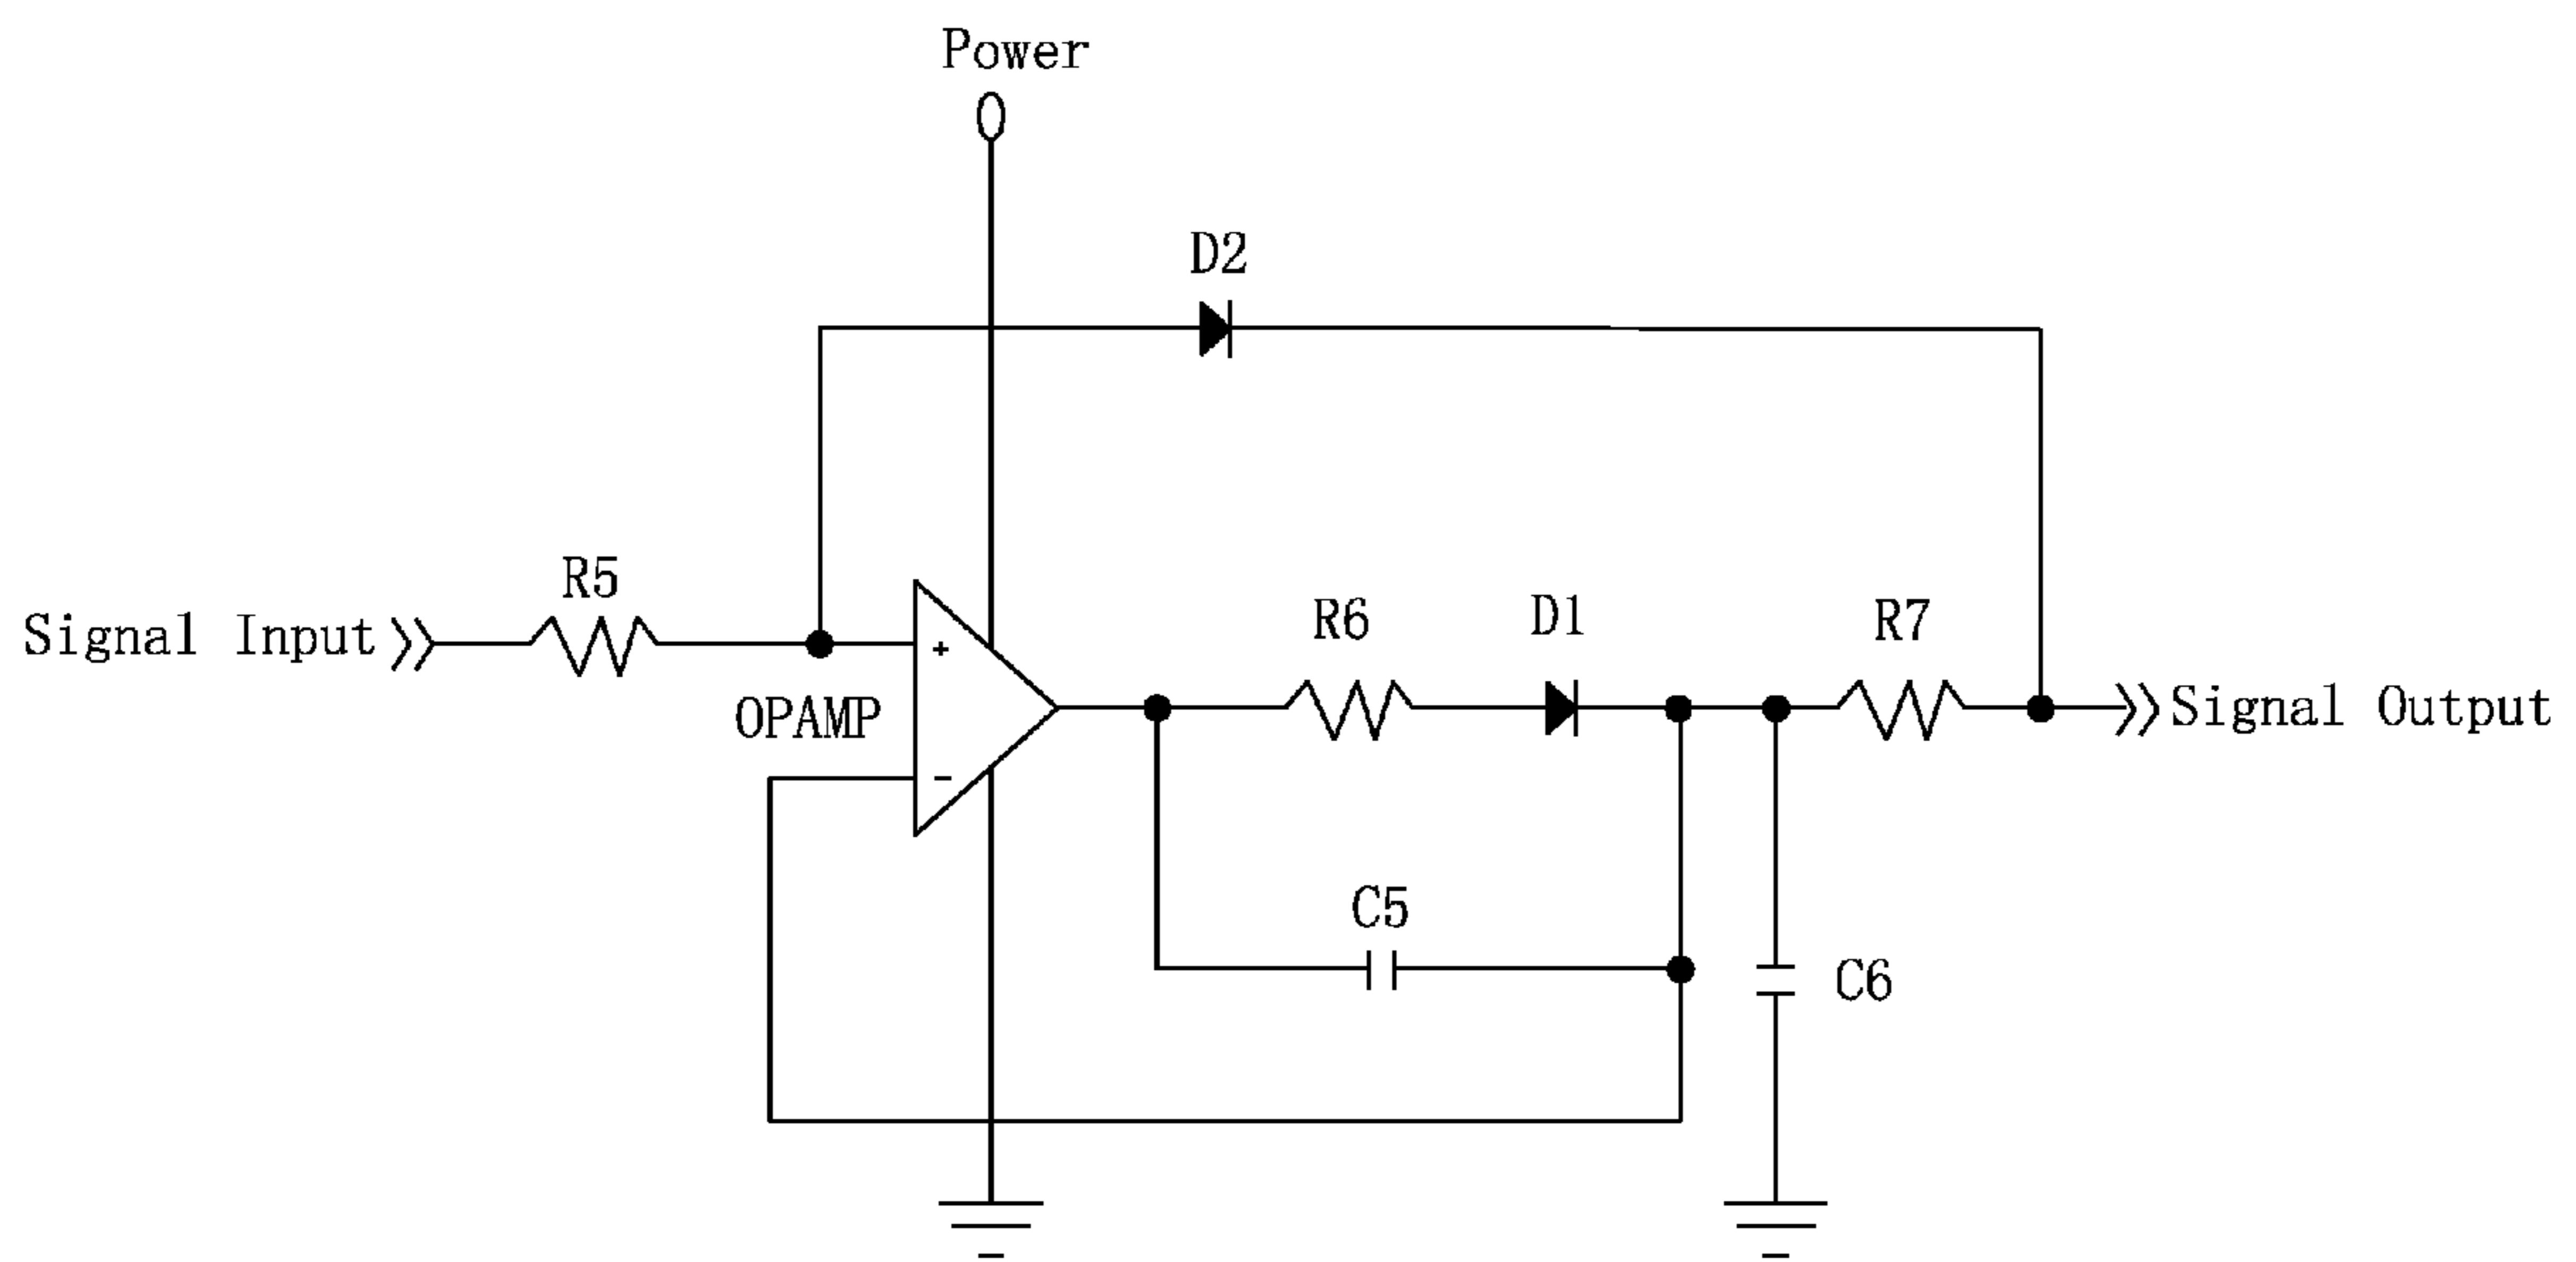 Power
D2
R5
Signal Input
+
OPAMP
-
R6
D1
R7
Signal Output
C5
C6